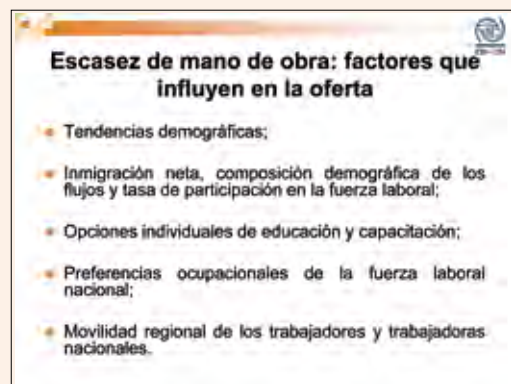 Escasez de mano de obra: factores que
influyen en la oferta
Tendencias demográficas;
Inmigración neta, composición demográfica de los
flujos y tasa de participación en la fuerza laboral;
Opciones individuales de educación y capacitación;
Preferencias ocupacionales de la fuerza laboral
nacional;
Movilidad regional de los trabajadores y trabajadoras
nacionales.